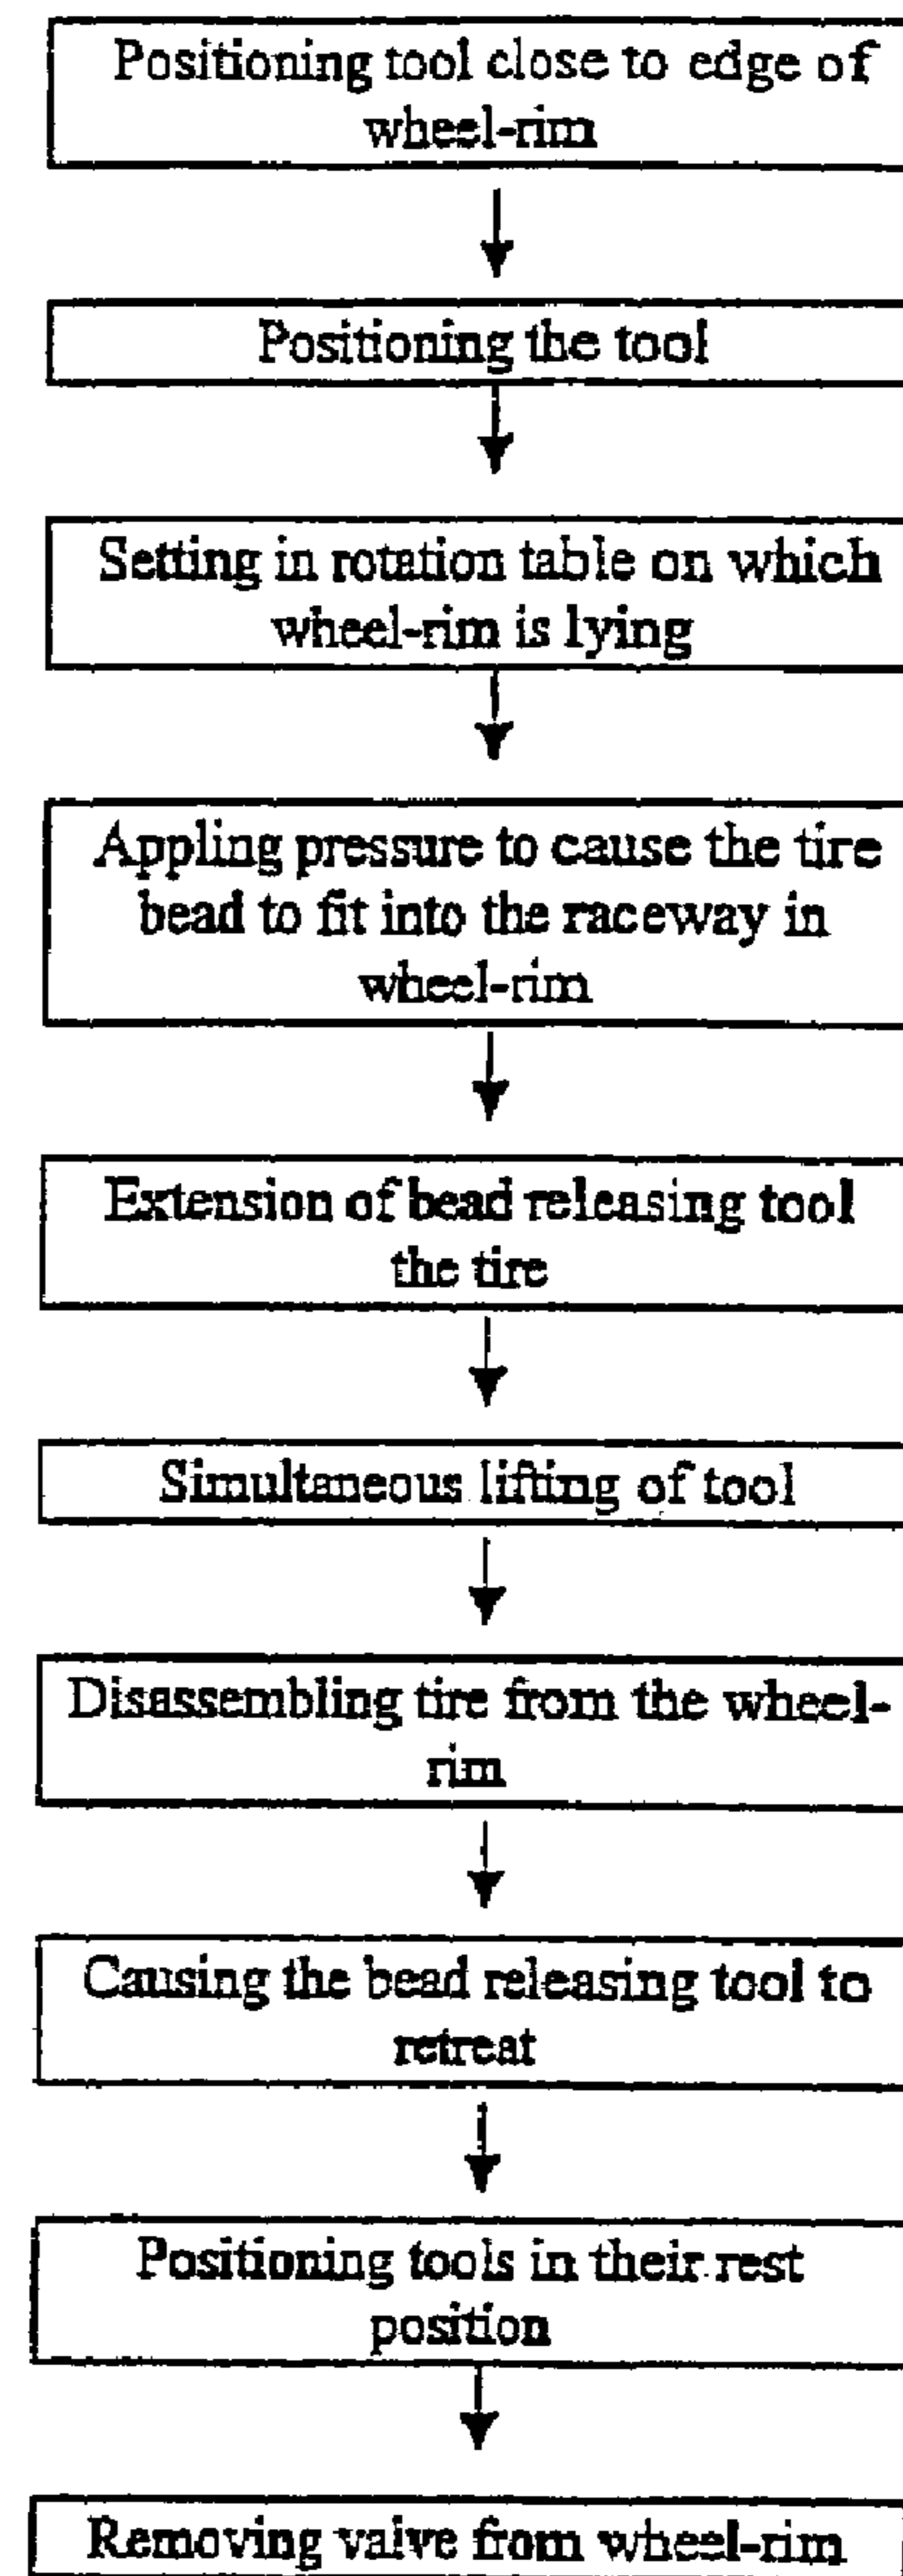 Positioning tool close to edge of
wheel-rim
Positioning the tool
Setting in rotation table on which
wheel-rim is lying
Appling pressure to cause the tire
bead to fit into the raceway in
wheel-rim
Extension of bead releasing tool
the tire
Simultaneous lifting of tool
Disassembling tire from the wheel-
rim
Causing the bead releasing tool to
retreat
Positioning tools in their rest
position
Removing valve from wheel-rim